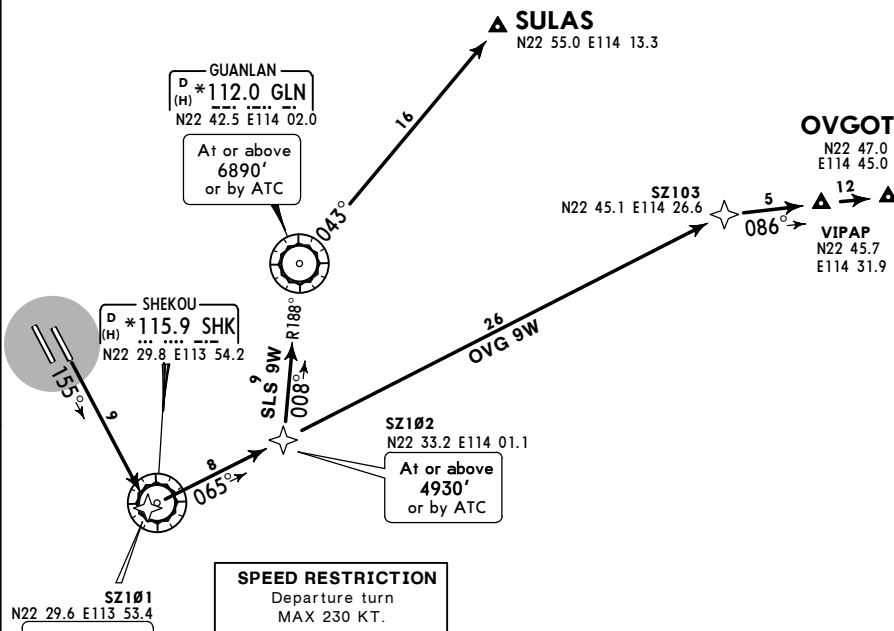 SULAS
N22 55.0 E114 13.3
GUANLAN
D
(H)
*112.0 GLN
N22 42.5 E114 02.0
At or above
6890'
or by ATC
16
043°
OVGOT
N22 47.0
E114 45.0
SZ103
N22 45.1 E114 26.6
5
12
086°
VIPAP
N22 45.7
E114 31.9
SHEKOU
D
(H)
*115.9 SHK
N22 29.8 E113 54.2
R188°
26
OVG 9W
155°
9
SLS 9W
9
008°
8
065°
SZ102
N22 33.2 E114 01.1
At or above
4930'
or by ATC
SZ101
N22 29.6 E113 53.4
SPEED RESTRICTION
Departure turn
MAX 230 KT.